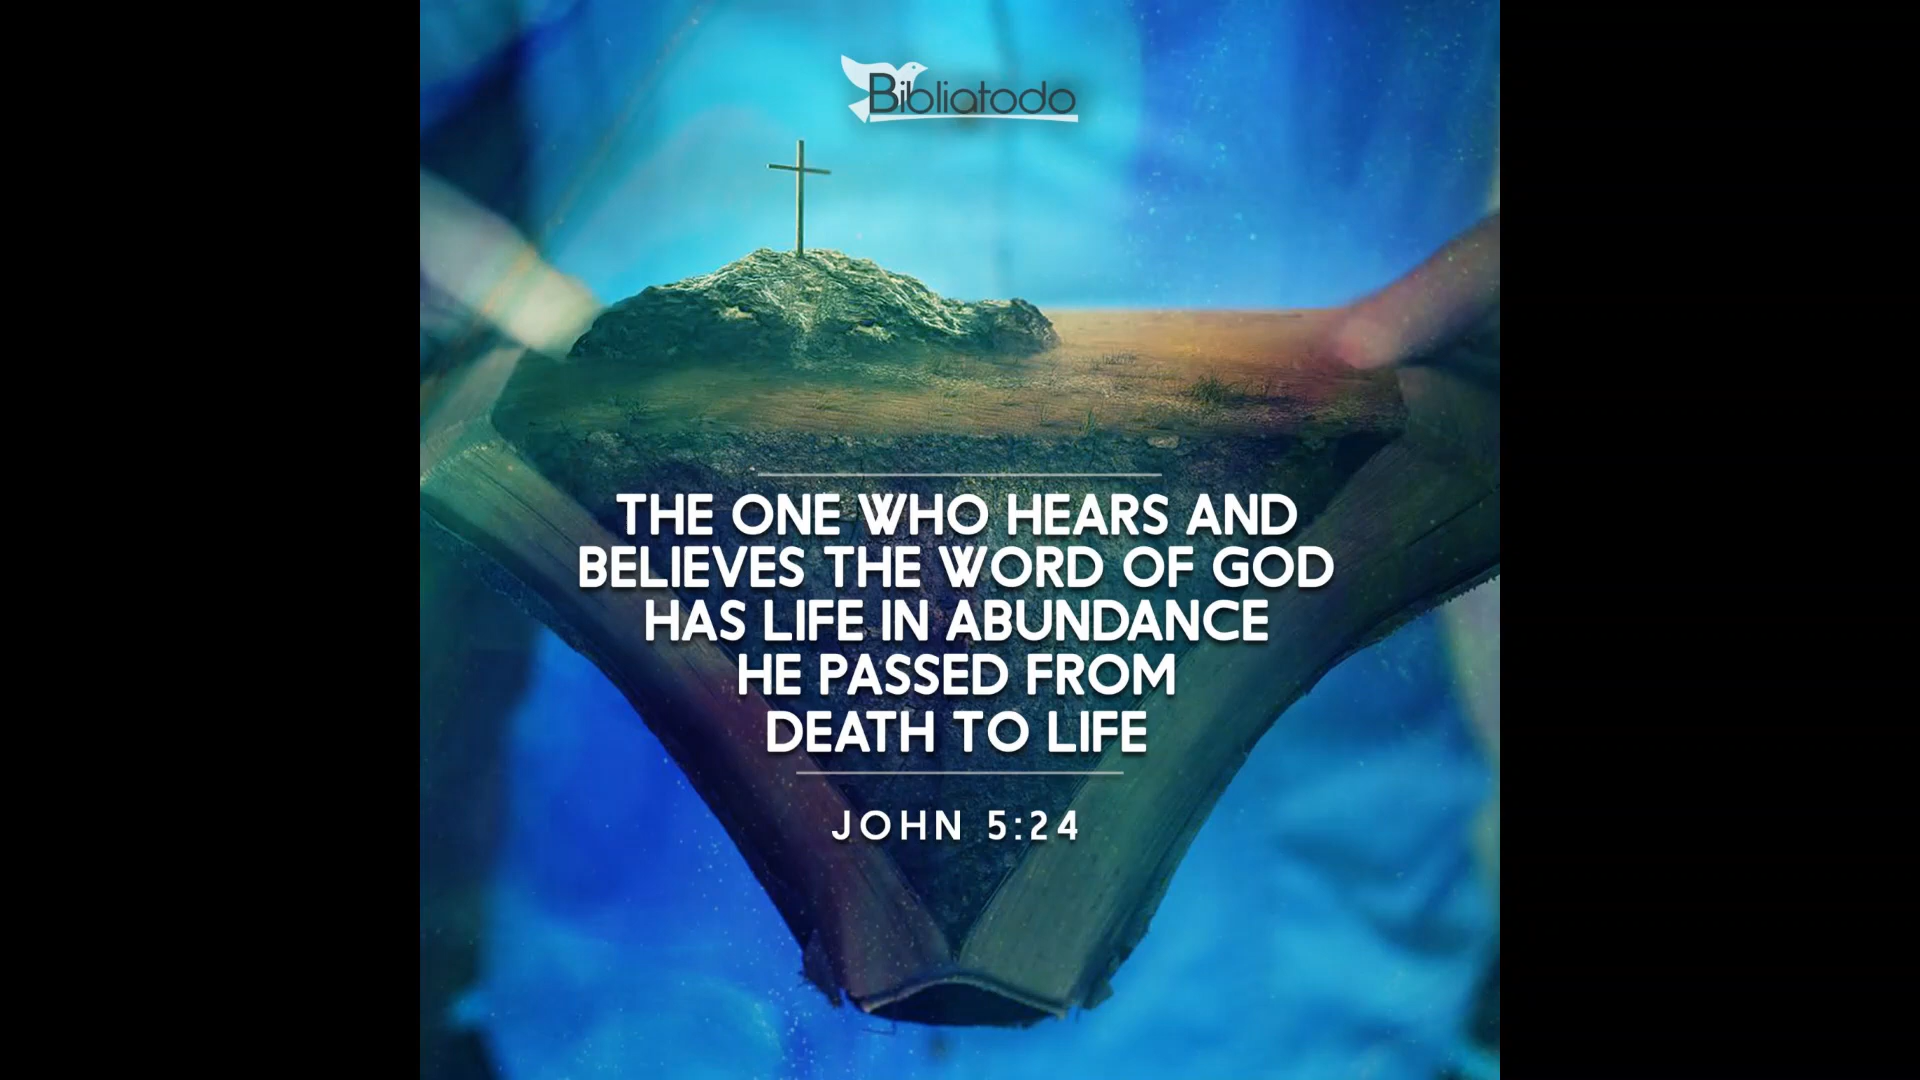 Bibliatodo
THE ONE WHO HEARS AND
BELIEVES THE WORD OF GOD
HAS LIFE IN ABUNDANCE
HE PASSED FROM
DEATH TO LIFE
JOHN 5:24